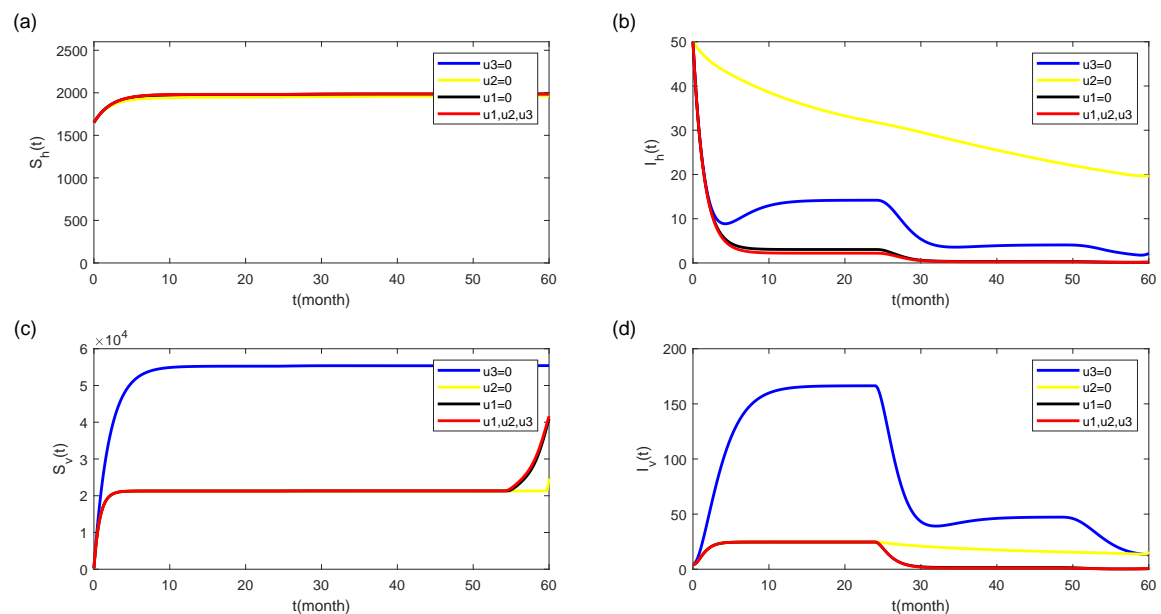 (a)
2500
2000
1500
1000
500
0
S_h(t)
0 10 20 30 40 50 60
t(month)
u3=0
u2=0
u1=0
u1,u2,u3
(b)
50
40
30
20
10
0
I_h(t)
0 10 20 30 40 50 60
t(month)
u3=0
u2=0
u1=0
u1,u2,u3
(c)
×10^4
6
5
4
3
2
1
0
S_v(t)
0 10 20 30 40 50 60
t(month)
u3=0
u2=0
u1=0
u1,u2,u3
(d)
200
150
100
50
0
I_v(t)
0 10 20 30 40 50 60
t(month)
u3=0
u2=0
u1=0
u1,u2,u3